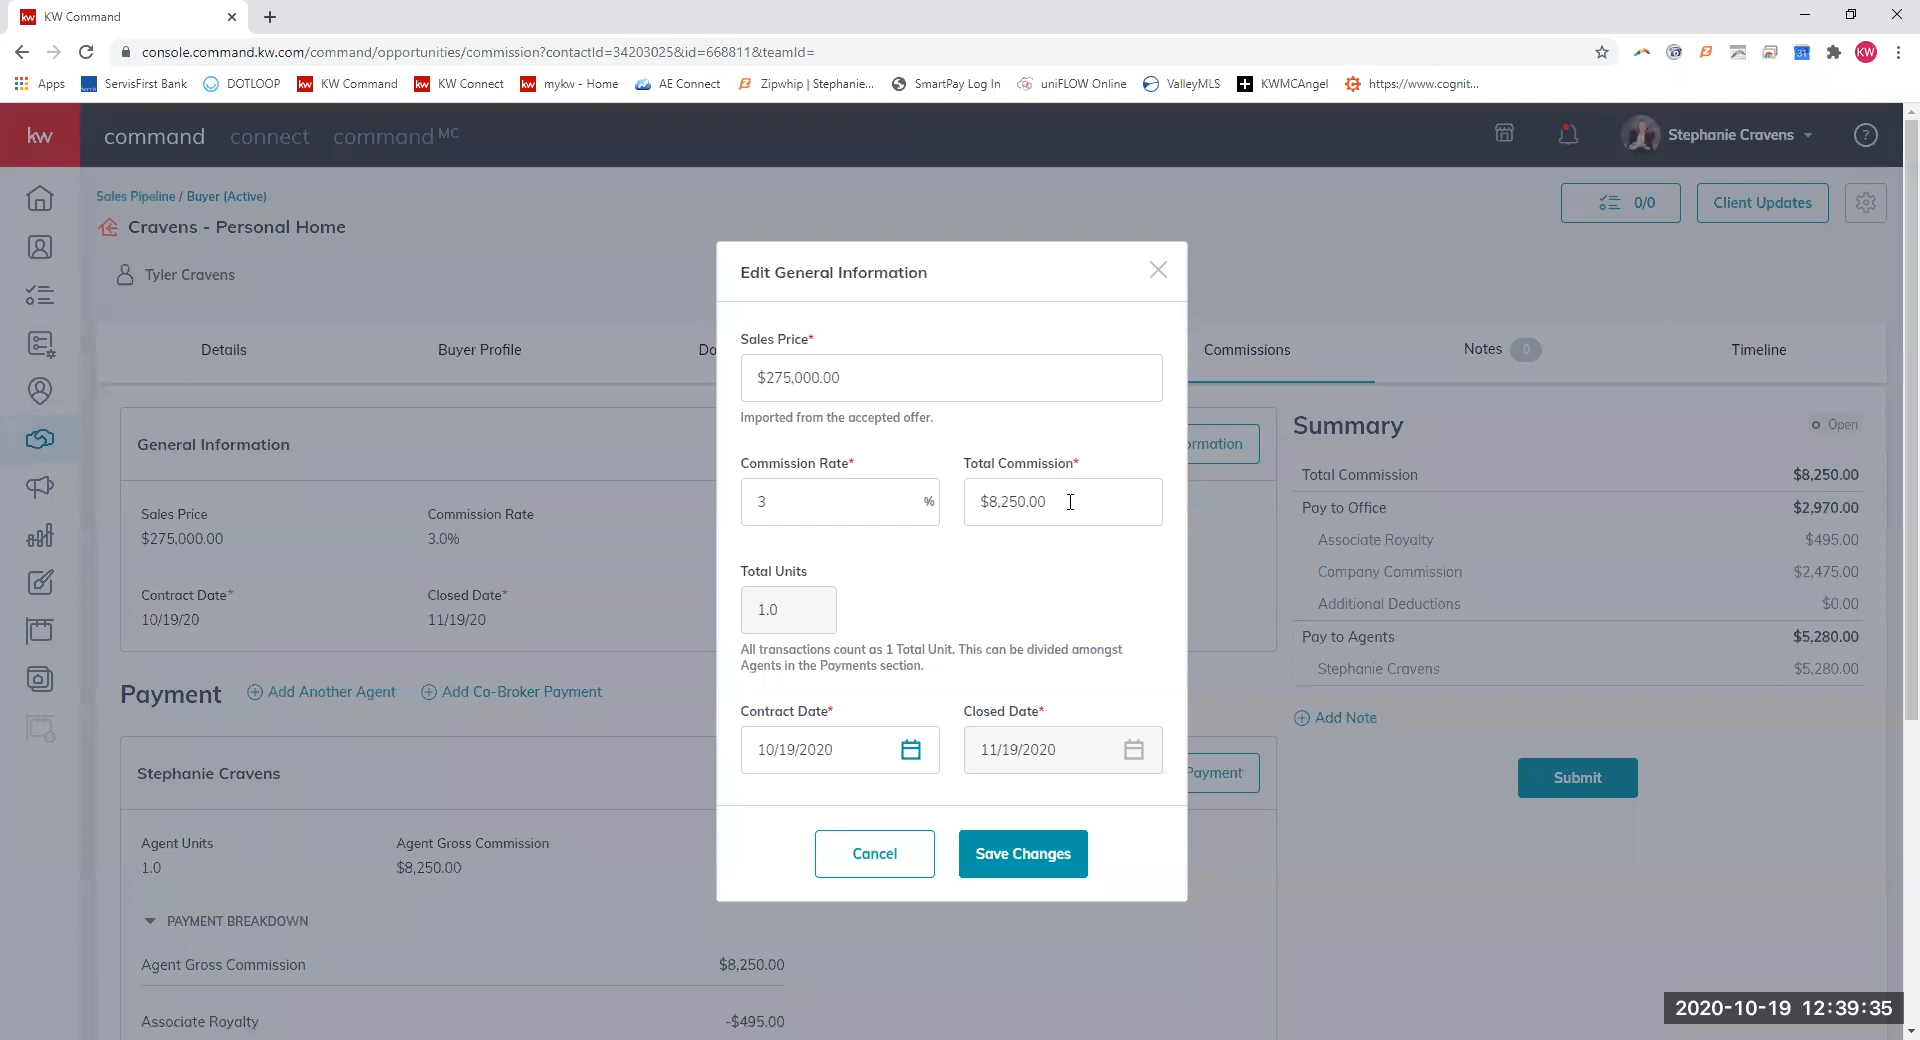 kw KW Command
console.command.kw.com/command/opportunities/commission?contactId=34203025&id=668811&teamId=
KW
Apps ServisFirst Bank DOTLOOP KW Command KW Connect mykw - Home AE Connect Zipwhip | Stephanie... SmartPay Log In uniFLOW Online ValleyMLS KWMCAngel https://www.cognit...
kw command connect command MC Stephanie Cravens ?
Sales Pipeline / Buyer (Active)
0/0 Client Updates
Cravens - Personal Home
Tyler Cravens
Details Buyer Profile Do Commissions Notes 0 Timeline
General Information
ormation
Sales Price Commission Rate
$275,000.00 3.0%
Contract Date* Closed Date*
10/19/20 11/19/20
Payment Add Another Agent Add Co-Broker Payment
Stephanie Cravens
Payment
Agent Units Agent Gross Commission
1.0 $8,250.00
PAYMENT BREAKDOWN
Agent Gross Commission $8,250.00
Associate Royalty -$495.00
Edit General Information
Sales Price*
$275,000.00
Imported from the accepted offer.
Commission Rate* Total Commission*
3 % $8,250.00
Total Units
1.0
All transactions count as 1 Total Unit. This can be divided amongst
Agents in the Payments section.
Contract Date* Closed Date*
10/19/2020 11/19/2020
Cancel Save Changes
Summary Open
Total Commission $8,250.00
Pay to Office $2,970.00
Associate Royalty $495.00
Company Commission $2,475.00
Additional Deductions $0.00
Pay to Agents $5,280.00
Stephanie Cravens $5,280.00
Add Note
Submit
2020-10-19 12:39:35